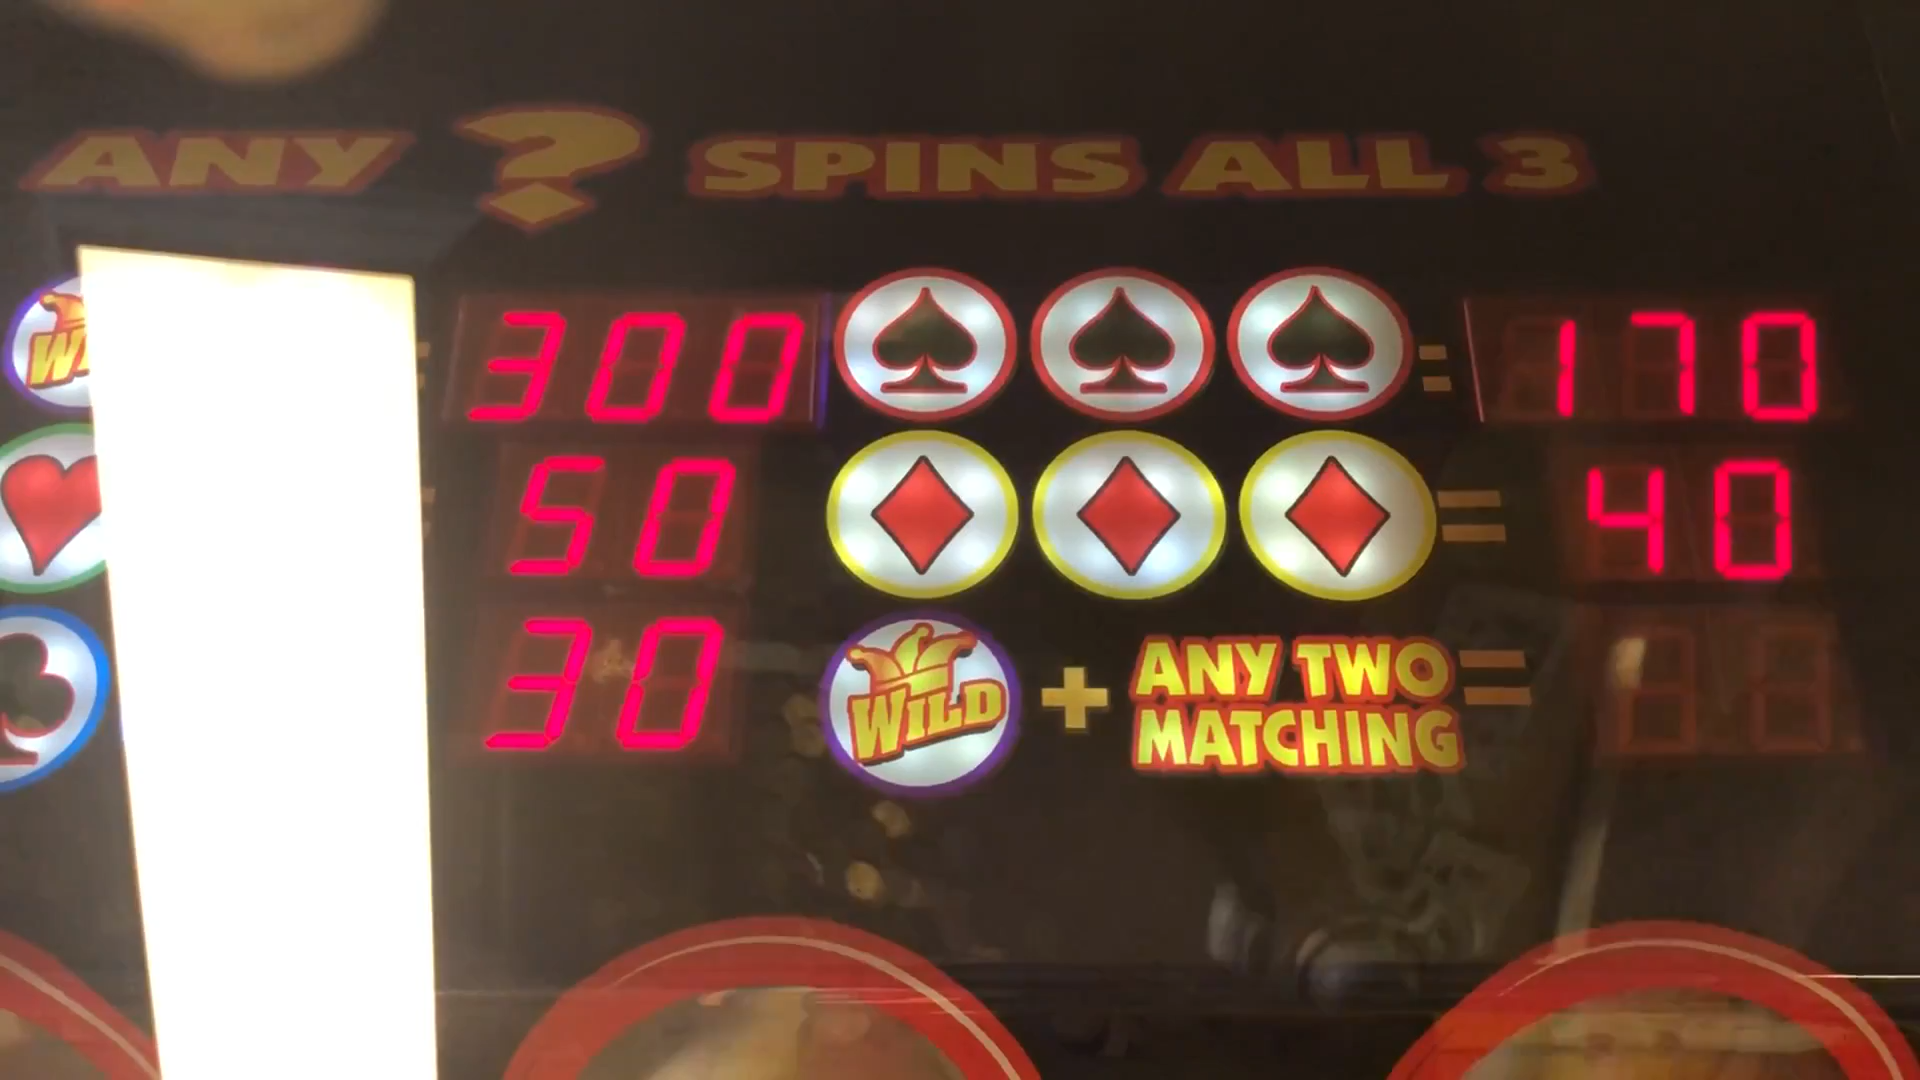 ANY ? SPINS ALL 3
= 300
= 170
= 50
= 40
= 30
WILD + ANY TWO MATCHING =